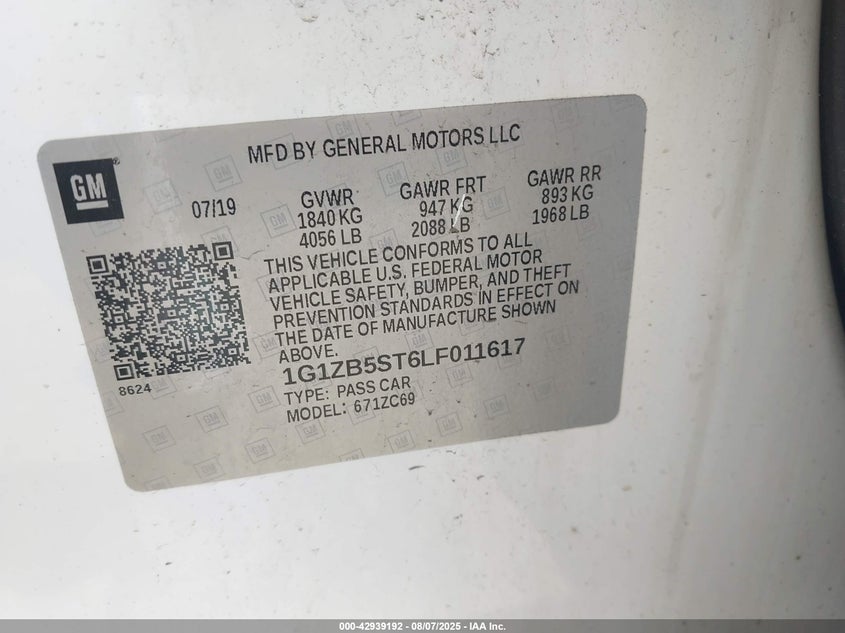 MFD BY GENERAL MOTORS LLC
GM®
07/19
GVWR
1840 KG
4056 LB
GAWR FRT
947 KG
2088 LB
GAWR RR
893 KG
1968 LB
THIS VEHICLE CONFORMS TO ALL
APPLICABLE U.S. FEDERAL MOTOR
VEHICLE SAFETY, BUMPER, AND THEFT
PREVENTION STANDARDS IN EFFECT ON
THE DATE OF MANUFACTURE SHOWN
ABOVE.
8624
1G1ZB5ST6LF011617
TYPE: PASS CAR
MODEL: 671ZC69
000-42939192 - 08/07/2025 - IAA Inc.